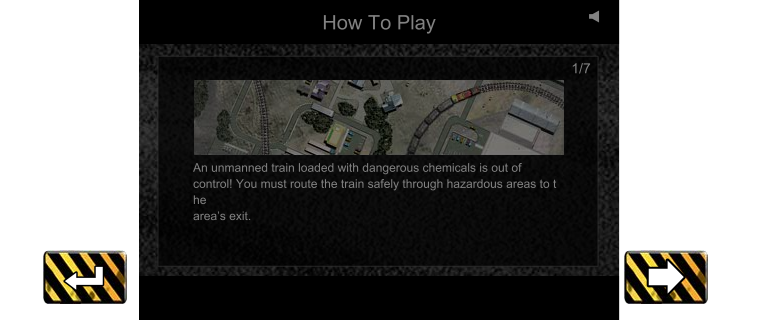 How To Play
1/7
An unmanned train loaded with dangerous chemicals is out of
control! You must route the train safely through hazardous areas to t
he
area's exit.